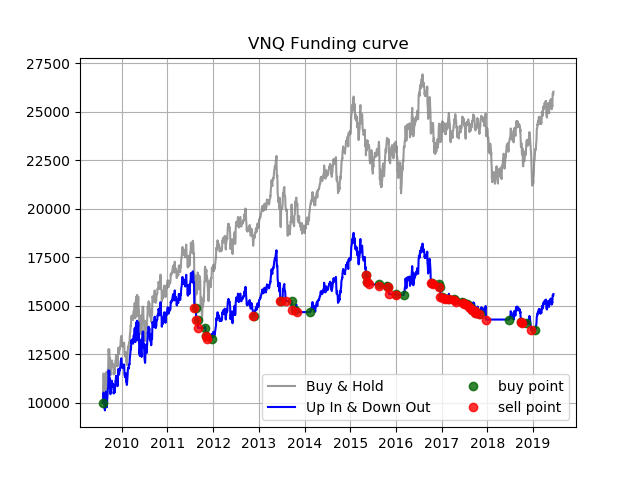 VNQ Funding curve
27500
25000
22500
20000
17500
15000
12500
10000
Buy & Hold
Up In & Down Out
buy point
sell point
2010 2011 2012 2013 2014 2015 2016 2017 2018 2019